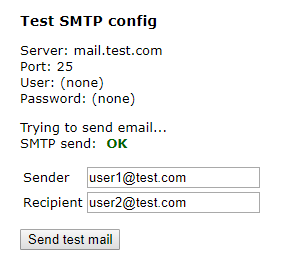 Test SMTP config
Server: mail.test.com
Port: 25
User: (none)
Password: (none)
Trying to send email...
SMTP send: OK
Sender user1@test.com
Recipient user2@test.com
Send test mail